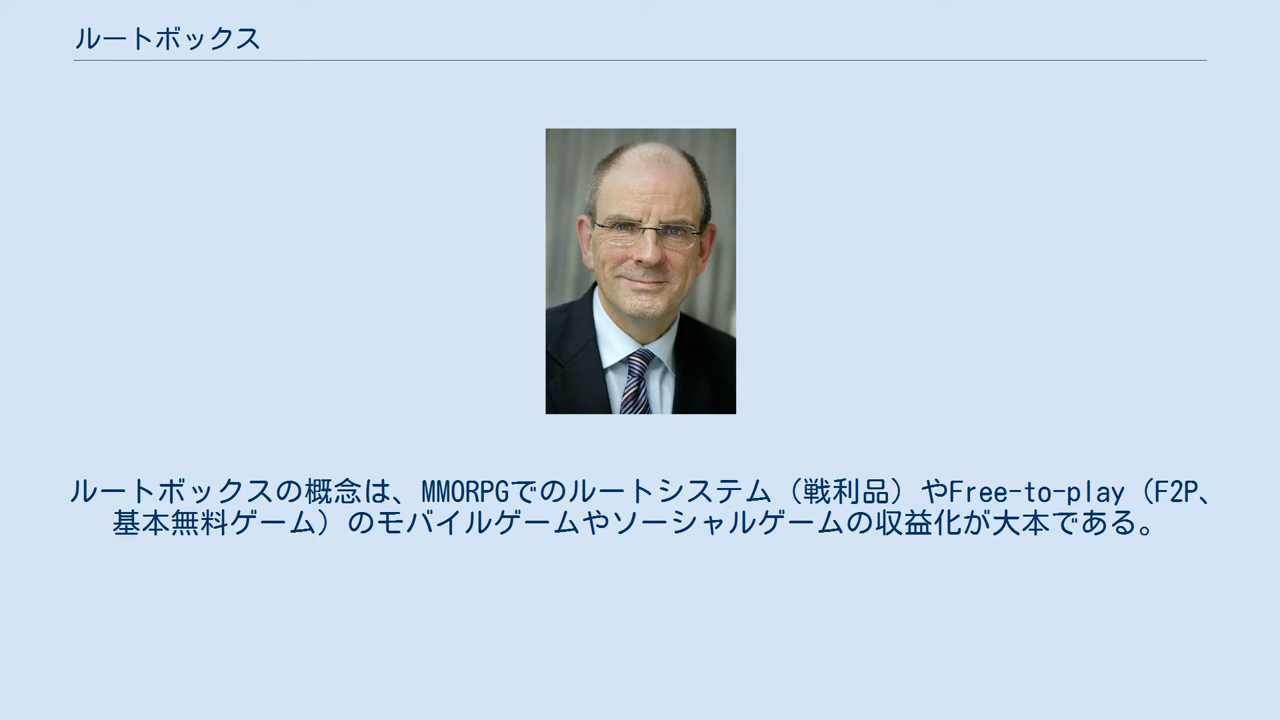 ルートボックス
ルートボックスの概念は、MMORPGでのルートシステム（戦利品）やFree-to-play（F2P、
基本無料ゲーム）のモバイルゲームやソーシャルゲームの収益化が大本である。